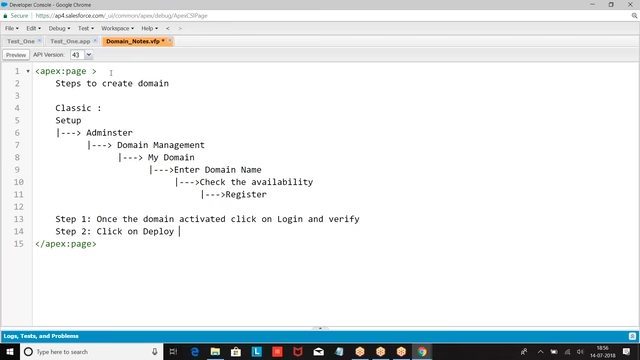 Developer Console - Google Chrome
Secure | https://ap4.salesforce.com/_ui/common/apex/debug/ApexCSIPage
File Edit Debug Test Workspace Help < >
Test_One Test_One.app Domain_Notes.vfp *
Preview API Version: 43
1 <apex:page >
2 Steps to create domain
3
4 Classic :
5 Setup
6 |---> Adminster
7 |---> Domain Management
8 |---> My Domain
9 |--->Enter Domain Name
10 |--->Check the availability
11 |--->Register
12
13 Step 1: Once the domain activated click on Login and verify
14 Step 2: Click on Deploy
15 </apex:page>
Logs, Tests, and Problems
Type here to search
18:56
14-07-2018